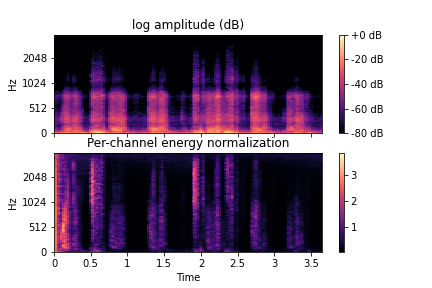 log amplitude (dB)
Hz
2048
1024
512
0
+0 dB
-20 dB
-40 dB
-60 dB
-80 dB
Per-channel energy normalization
Hz
2048
1024
512
0
3
2
1
0 0.5 1 1.5 2 2.5 3 3.5
Time